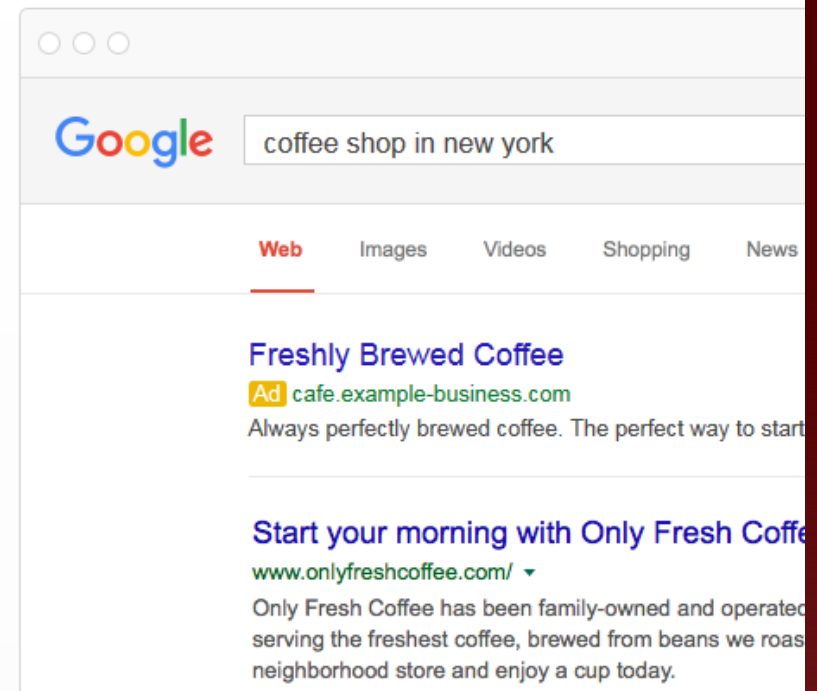 Google
coffee shop in new york
Web Images Videos Shopping News
Freshly Brewed Coffee
Ad cafe.example-business.com
Always perfectly brewed coffee. The perfect way to start
Start your morning with Only Fresh Coffe
www.onlyfreshcoffee.com/
Only Fresh Coffee has been family-owned and operated
serving the freshest coffee, brewed from beans we roas
neighborhood store and enjoy a cup today.